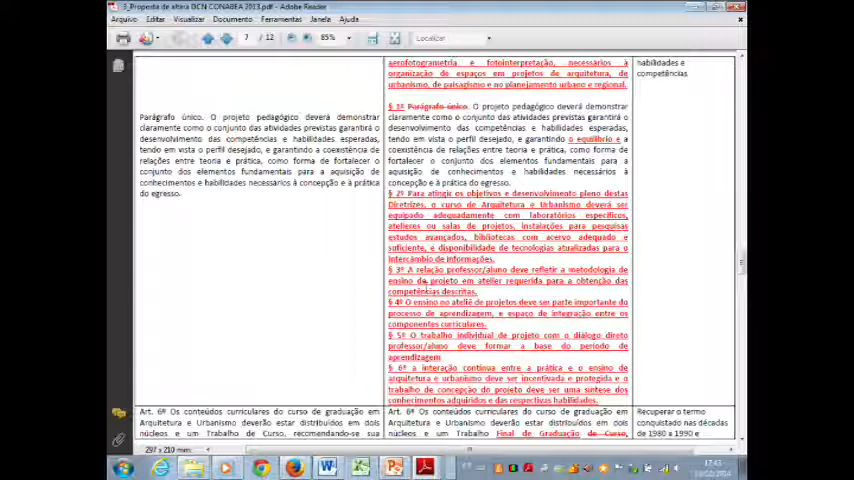 3_Proposta de altera DCN CONABEA 2013.pdf - Adobe Reader
Arquivo Editar Visualizar Documento Ferramentas Janela Ajuda
7 / 12 85% Localizar
aerofotogrametria e fotointerpretação, necessários à
organização de espaços em projetos de arquitetura, de
urbanismo, de paisagismo e no planejamento urbano e regional.
habilidades e
competências
Parágrafo único. O projeto pedagógico deverá demonstrar
claramente como o conjunto das atividades previstas garantirá o
desenvolvimento das competências e habilidades esperadas,
tendo em vista o perfil desejado, e garantindo a coexistência de
relações entre teoria e prática, como forma de fortalecer o
conjunto dos elementos fundamentais para a aquisição de
conhecimentos e habilidades necessários à concepção e à prática
do egresso.
§ 1º Parágrafo único. O projeto pedagógico deverá demonstrar
claramente como o conjunto das atividades previstas garantirá o
desenvolvimento das competências e habilidades esperadas,
tendo em vista o perfil desejado, e garantindo o equilíbrio e a
coexistência de relações entre teoria e prática, como forma de
fortalecer o conjunto dos elementos fundamentais para a
aquisição de conhecimentos e habilidades necessários à
concepção e à prática do egresso.
§ 2º Para atingir os objetivos e desenvolvimento pleno destas
Diretrizes, o curso de Arquitetura e Urbanismo deverá ser
equipado adequadamente com laboratórios específicos,
atelieres ou salas de projetos, instalações para pesquisas
estudos avançados, bibliotecas com acervo adequado e
suficiente, e disponibilidade de tecnologias atualizadas para o
intercâmbio de informações.
§ 3º A relação professor/aluno deve refletir a metodologia de
ensino de projeto em atelier requerida para a obtenção das
competências descritas.
§ 4º O ensino no ateliê de projetos deve ser parte importante do
processo de aprendizagem, e espaço de integração entre os
componentes curriculares.
§ 5º O trabalho individual de projeto com o diálogo direto
professor/aluno deve formar a base do período de
aprendizagem
§ 6º a interação contínua entre a prática e o ensino de
arquitetura e urbanismo deve ser incentivada e protegida e o
trabalho de concepção do projeto deve ser uma síntese dos
conhecimentos adquiridos e das respectivas habilidades.
Art. 6º Os conteúdos curriculares do curso de graduação em
Arquitetura e Urbanismo deverão estar distribuídos em dois
núcleos e um Trabalho de Curso, recomendando-se sua
Art. 6º Os conteúdos curriculares do curso de graduação em
Arquitetura e Urbanismo deverão estar distribuídos em dois
núcleos e um Trabalho Final de Graduação de Curso,
Recuperar o termo
conquistado nas décadas
de 1980 a 1990 e
297 x 210 mm
PT
17:43